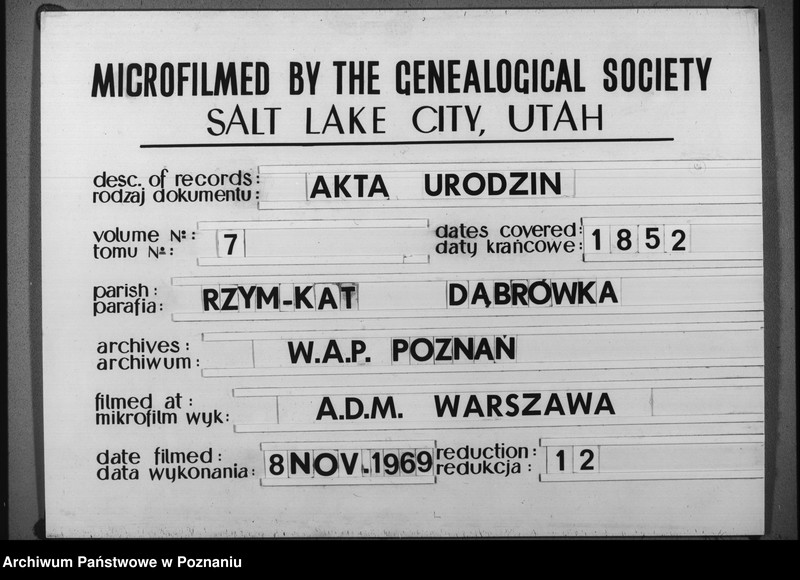 MICROFILMED BY THE GENEALOGICAL SOCIETY
SALT LAKE CITY, UTAH
desc. of records: AKTA URODZIN
rodzaj dokumentu:
volume №: 7 dates covered: 1852
tomu №: daty krańcowe:
parish: RZYM-KAT DĄBRÓWKA
parafia:
archives: W.A.P. POZNAŃ
archiwum:
filmed at: A.D.M. WARSZAWA
mikrofilm wyk:
date filmed: 8 NOV. 1969 reduction: 12
data wykonania: redukcja:
Archiwum Państwowe w Poznaniu